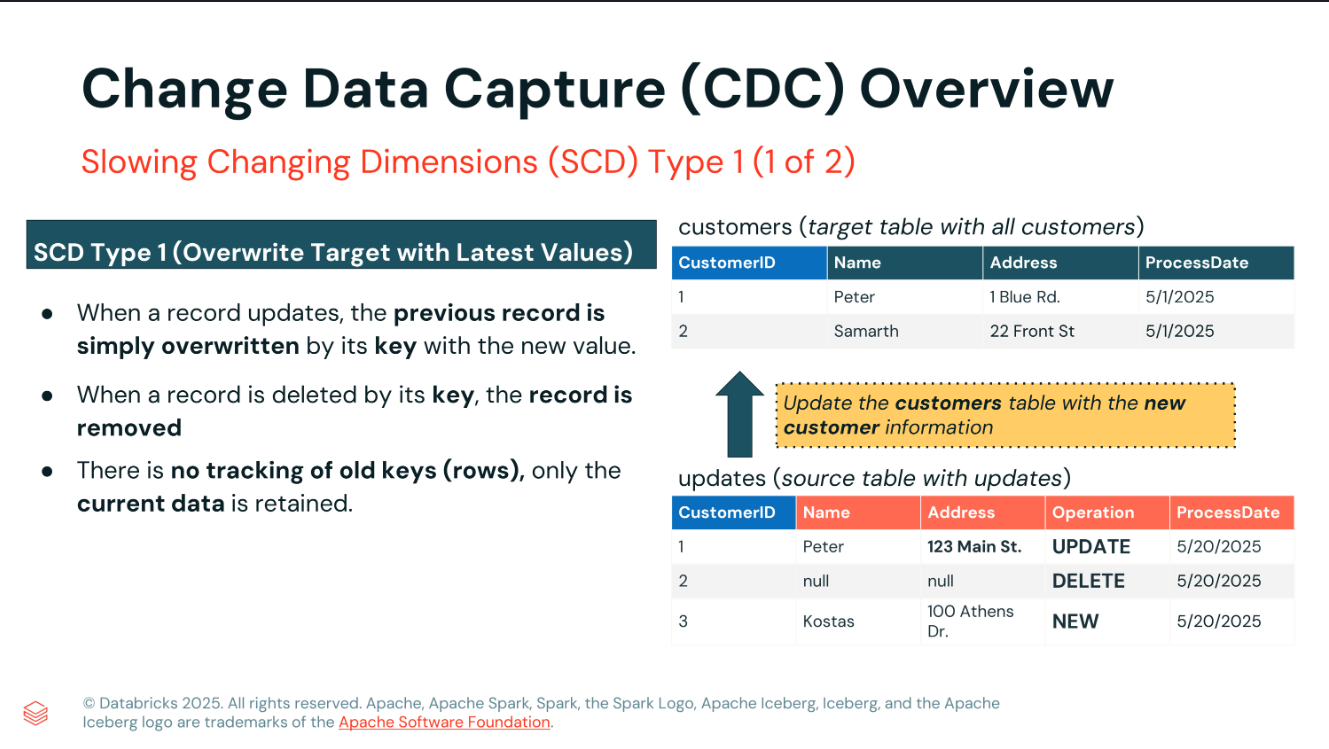 Change Data Capture (CDC) Overview
Slowing Changing Dimensions (SCD) Type 1 (1 of 2)
SCD Type 1 (Overwrite Target with Latest Values)
● When a record updates, the previous record is
simply overwritten by its key with the new value.
● When a record is deleted by its key, the record is
removed
● There is no tracking of old keys (rows), only the
current data is retained.
customers (target table with all customers)
CustomerID Name Address ProcessDate
1 Peter 1 Blue Rd. 5/1/2025
2 Samarth 22 Front St 5/1/2025
Update the customers table with the new
customer information
updates (source table with updates)
CustomerID Name Address Operation ProcessDate
1 Peter 123 Main St. UPDATE 5/20/2025
2 null null DELETE 5/20/2025
3 Kostas 100 Athens Dr. NEW 5/20/2025
© Databricks 2025. All rights reserved. Apache, Apache Spark, Spark, the Spark Logo, Apache Iceberg, Iceberg, and the Apache
Iceberg logo are trademarks of the Apache Software Foundation.